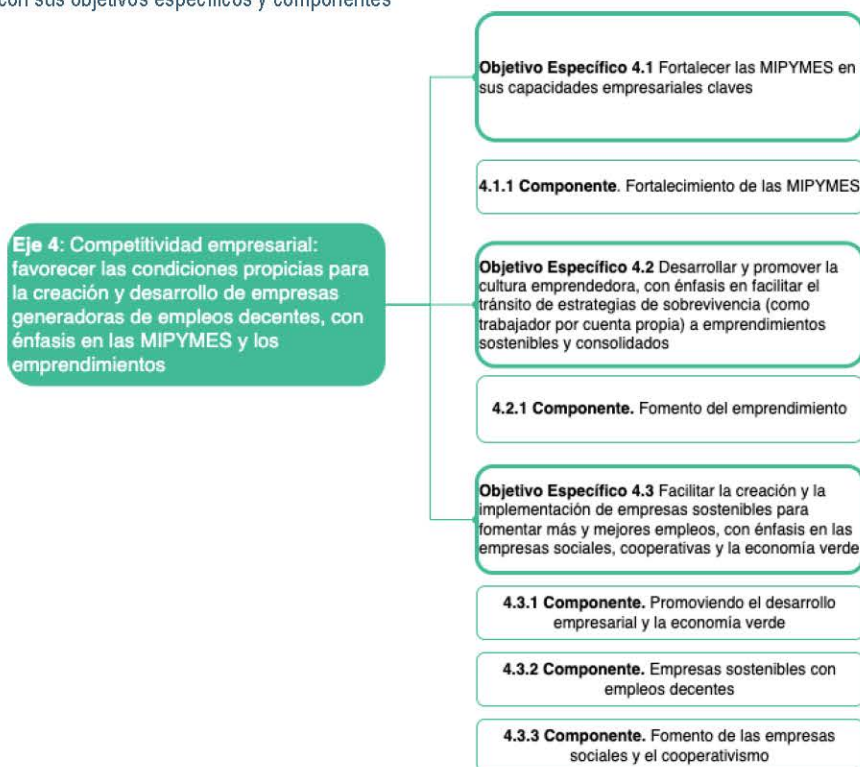 con sus objetivos específicos y componentes
Objetivo Específico 4.1 Fortalecer las MIPYMES en
sus capacidades empresariales claves
4.1.1 Componente. Fortalecimiento de las MIPYMES
Eje 4: Competitividad empresarial:
favorecer las condiciones propicias para
la creación y desarrollo de empresas
generadoras de empleos decentes, con
énfasis en las MIPYMES y los
emprendimientos
Objetivo Específico 4.2 Desarrollar y promover la
cultura emprendedora, con énfasis en facilitar el
tránsito de estrategias de sobrevivencia (como
trabajador por cuenta propia) a emprendimientos
sostenibles y consolidados
4.2.1 Componente. Fomento del emprendimiento
Objetivo Específico 4.3 Facilitar la creación y la
implementación de empresas sostenibles para
fomentar más y mejores empleos, con énfasis en las
empresas sociales, cooperativas y la economía verde
4.3.1 Componente. Promoviendo el desarrollo
empresarial y la economía verde
4.3.2 Componente. Empresas sostenibles con
empleos decentes
4.3.3 Componente. Fomento de las empresas
sociales y el cooperativismo